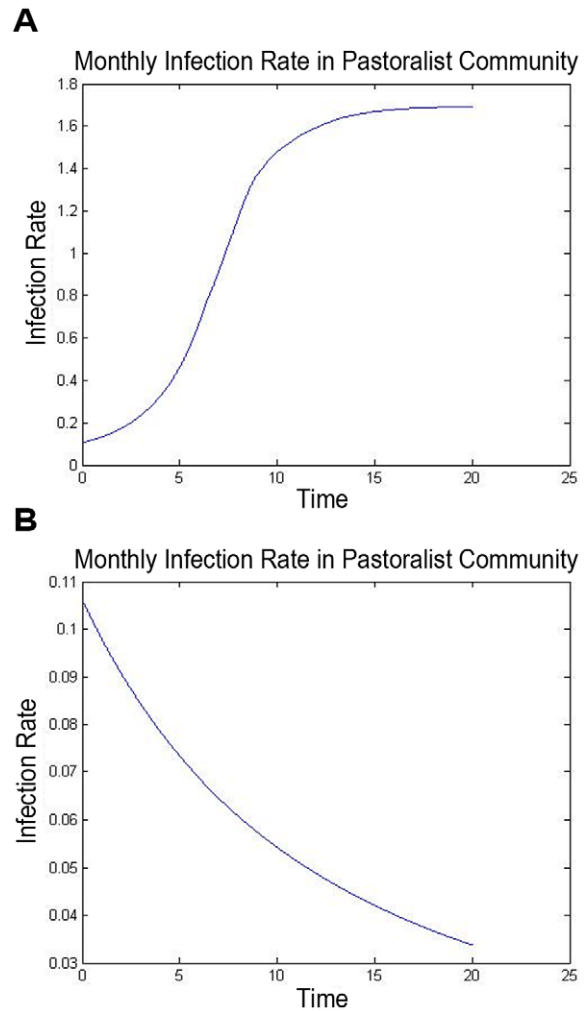 A
Monthly Infection Rate in Pastoralist Community
1.8
1.6
1.4
1.2
1
0.8
0.6
0.4
0.2
0
Infection Rate
0 5 10 15 20 25
Time
B
Monthly Infection Rate in Pastoralist Community
0.11
0.1
0.09
0.08
0.07
0.06
0.05
0.04
0.03
Infection Rate
0 5 10 15 20 25
Time